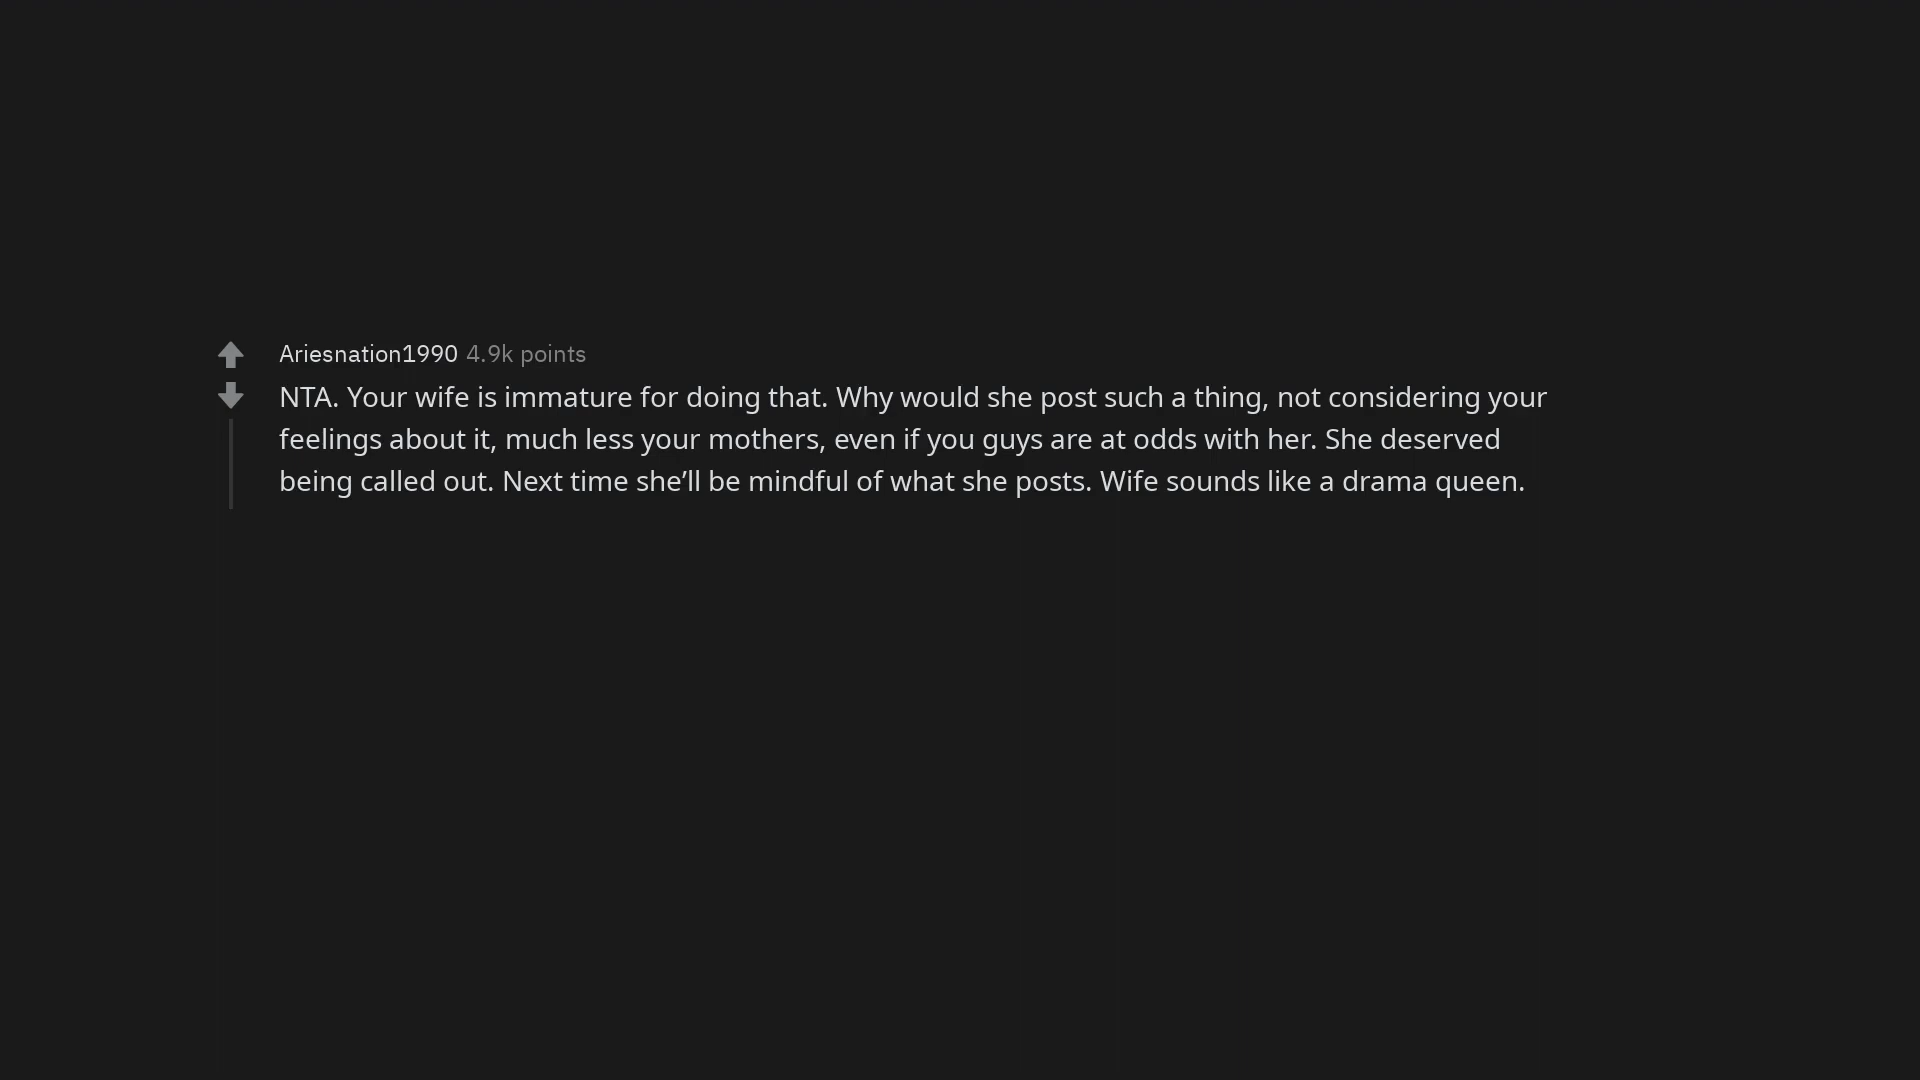 Ariesnation1990 4.9k points
NTA. Your wife is immature for doing that. Why would she post such a thing, not considering your
feelings about it, much less your mothers, even if you guys are at odds with her. She deserved
being called out. Next time she’ll be mindful of what she posts. Wife sounds like a drama queen.